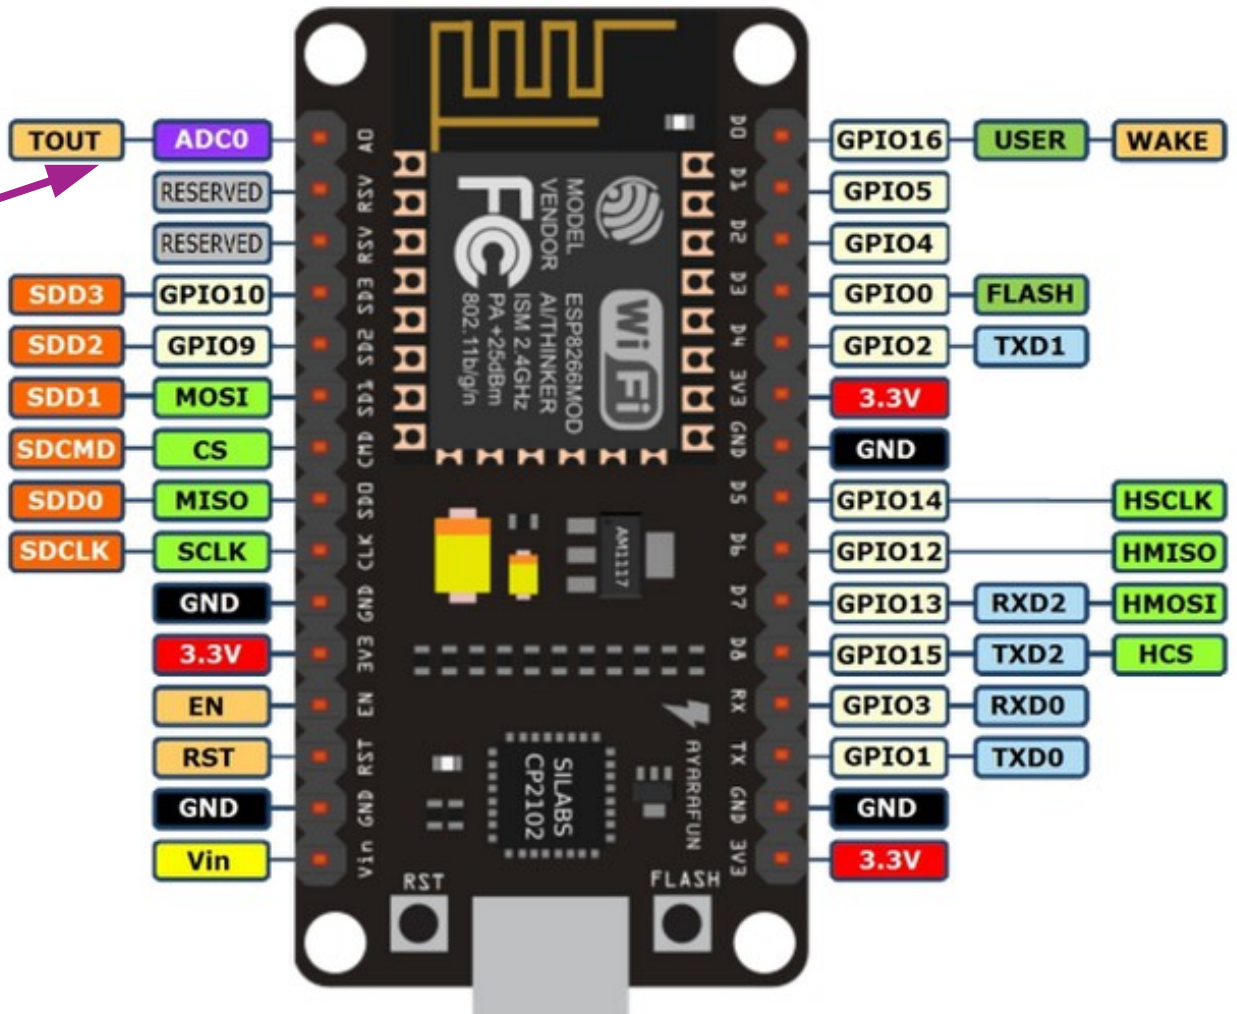 TOUT ADC0 A0 D0 GPIO16 USER WAKE
RESERVED RSV D1 GPIO5
RESERVED RSV D2 GPIO4
SDD3 GPIO10 SD3 D3 GPIO0 FLASH
SDD2 GPIO9 SD2 D4 GPIO2 TXD1
SDD1 MOSI SD1 3V3 3.3V
SDCMD CS CMD GND GND
SDD0 MISO SD0 D5 GPIO14 HSCLK
SDCLK SCLK CLK D6 GPIO12 HMISO
GND GND D7 GPIO13 RXD2 HMOSI
3.3V 3V3 D8 GPIO15 TXD2 HCS
EN EN RX GPIO3 RXD0
RST RST TX GPIO1 TXD0
GND GND GND GND
Vin Vin 3V3 3.3V
FC
MODEL
VENDOR
ESP8266MOD
AI/THINKER
ISM 2.4GHz
PA +25dBm
802.11b/g/n
Wi Fi
AM1117
SILABS
CP2102
AYARAFUN
RST
FLASH